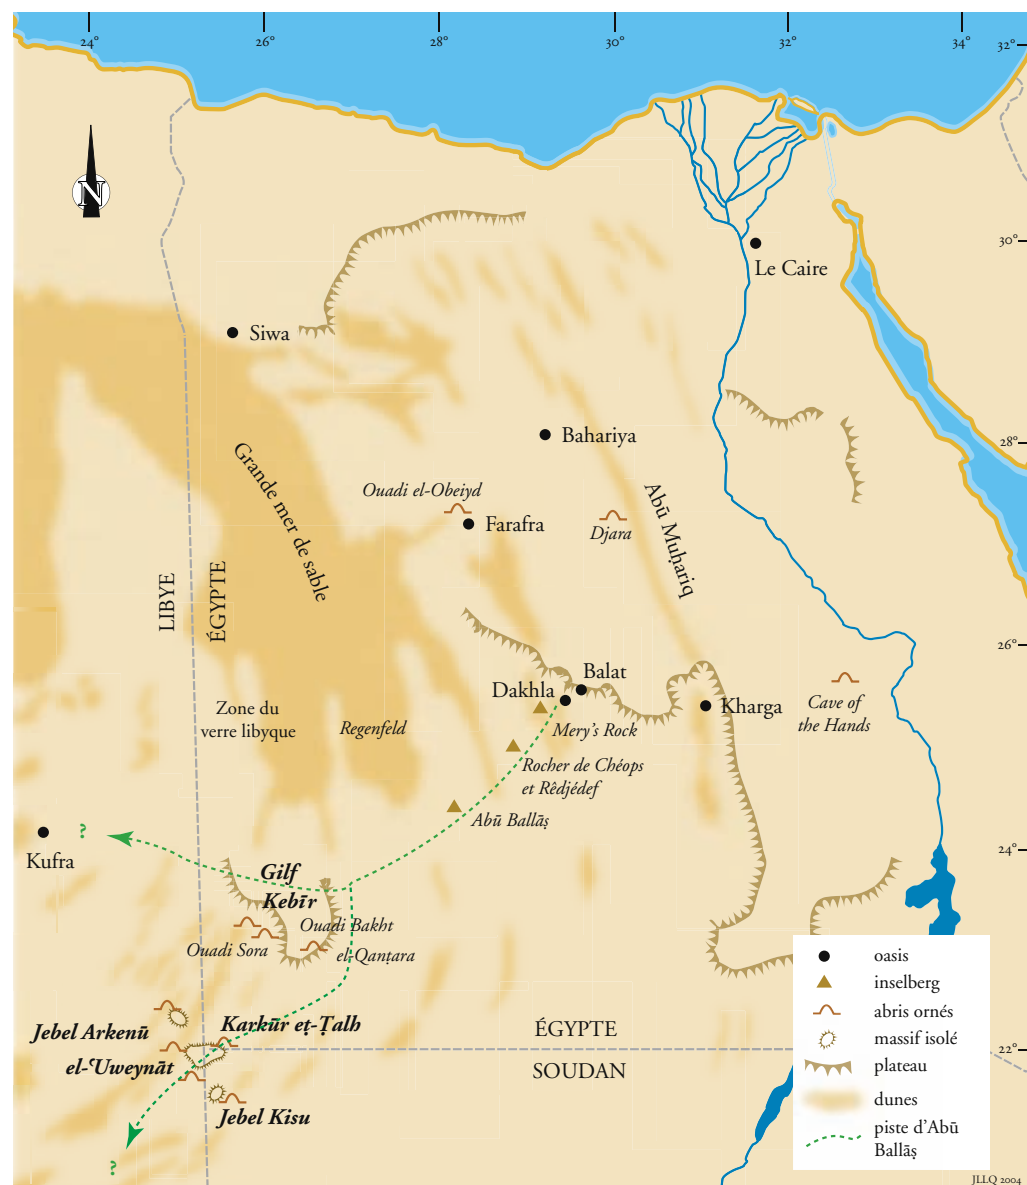 24°
26°
28°
30°
32°
34°
32°
N
30°
Le Caire
Siwa
28°
Bahariya
Grande mer de sable
Ouadi el-Obeiyd
Farafra
Djara
Abū Muḥariq
LIBYE
ÉGYPTE
26°
Balat
Dakhla
Kharga
Cave of
the Hands
Zone du
verre libyque
Regenfeld
Mery's Rock
Rocher de Chéops
et Rêdjédef
Abū Ballāṣ
?
Kufra
24°
Gilf
Kebīr
Ouadi Bakht
Ouadi Sora
el-Qanṭara
Jebel Arkenū
Karkūr eṭ-Ṭalh
el-ʿUweynāt
Jebel Kisu
?
ÉGYPTE
SOUDAN
22°
oasis
inselberg
abris ornés
massif isolé
plateau
dunes
piste d'Abū
Ballāṣ
JLLQ 2004